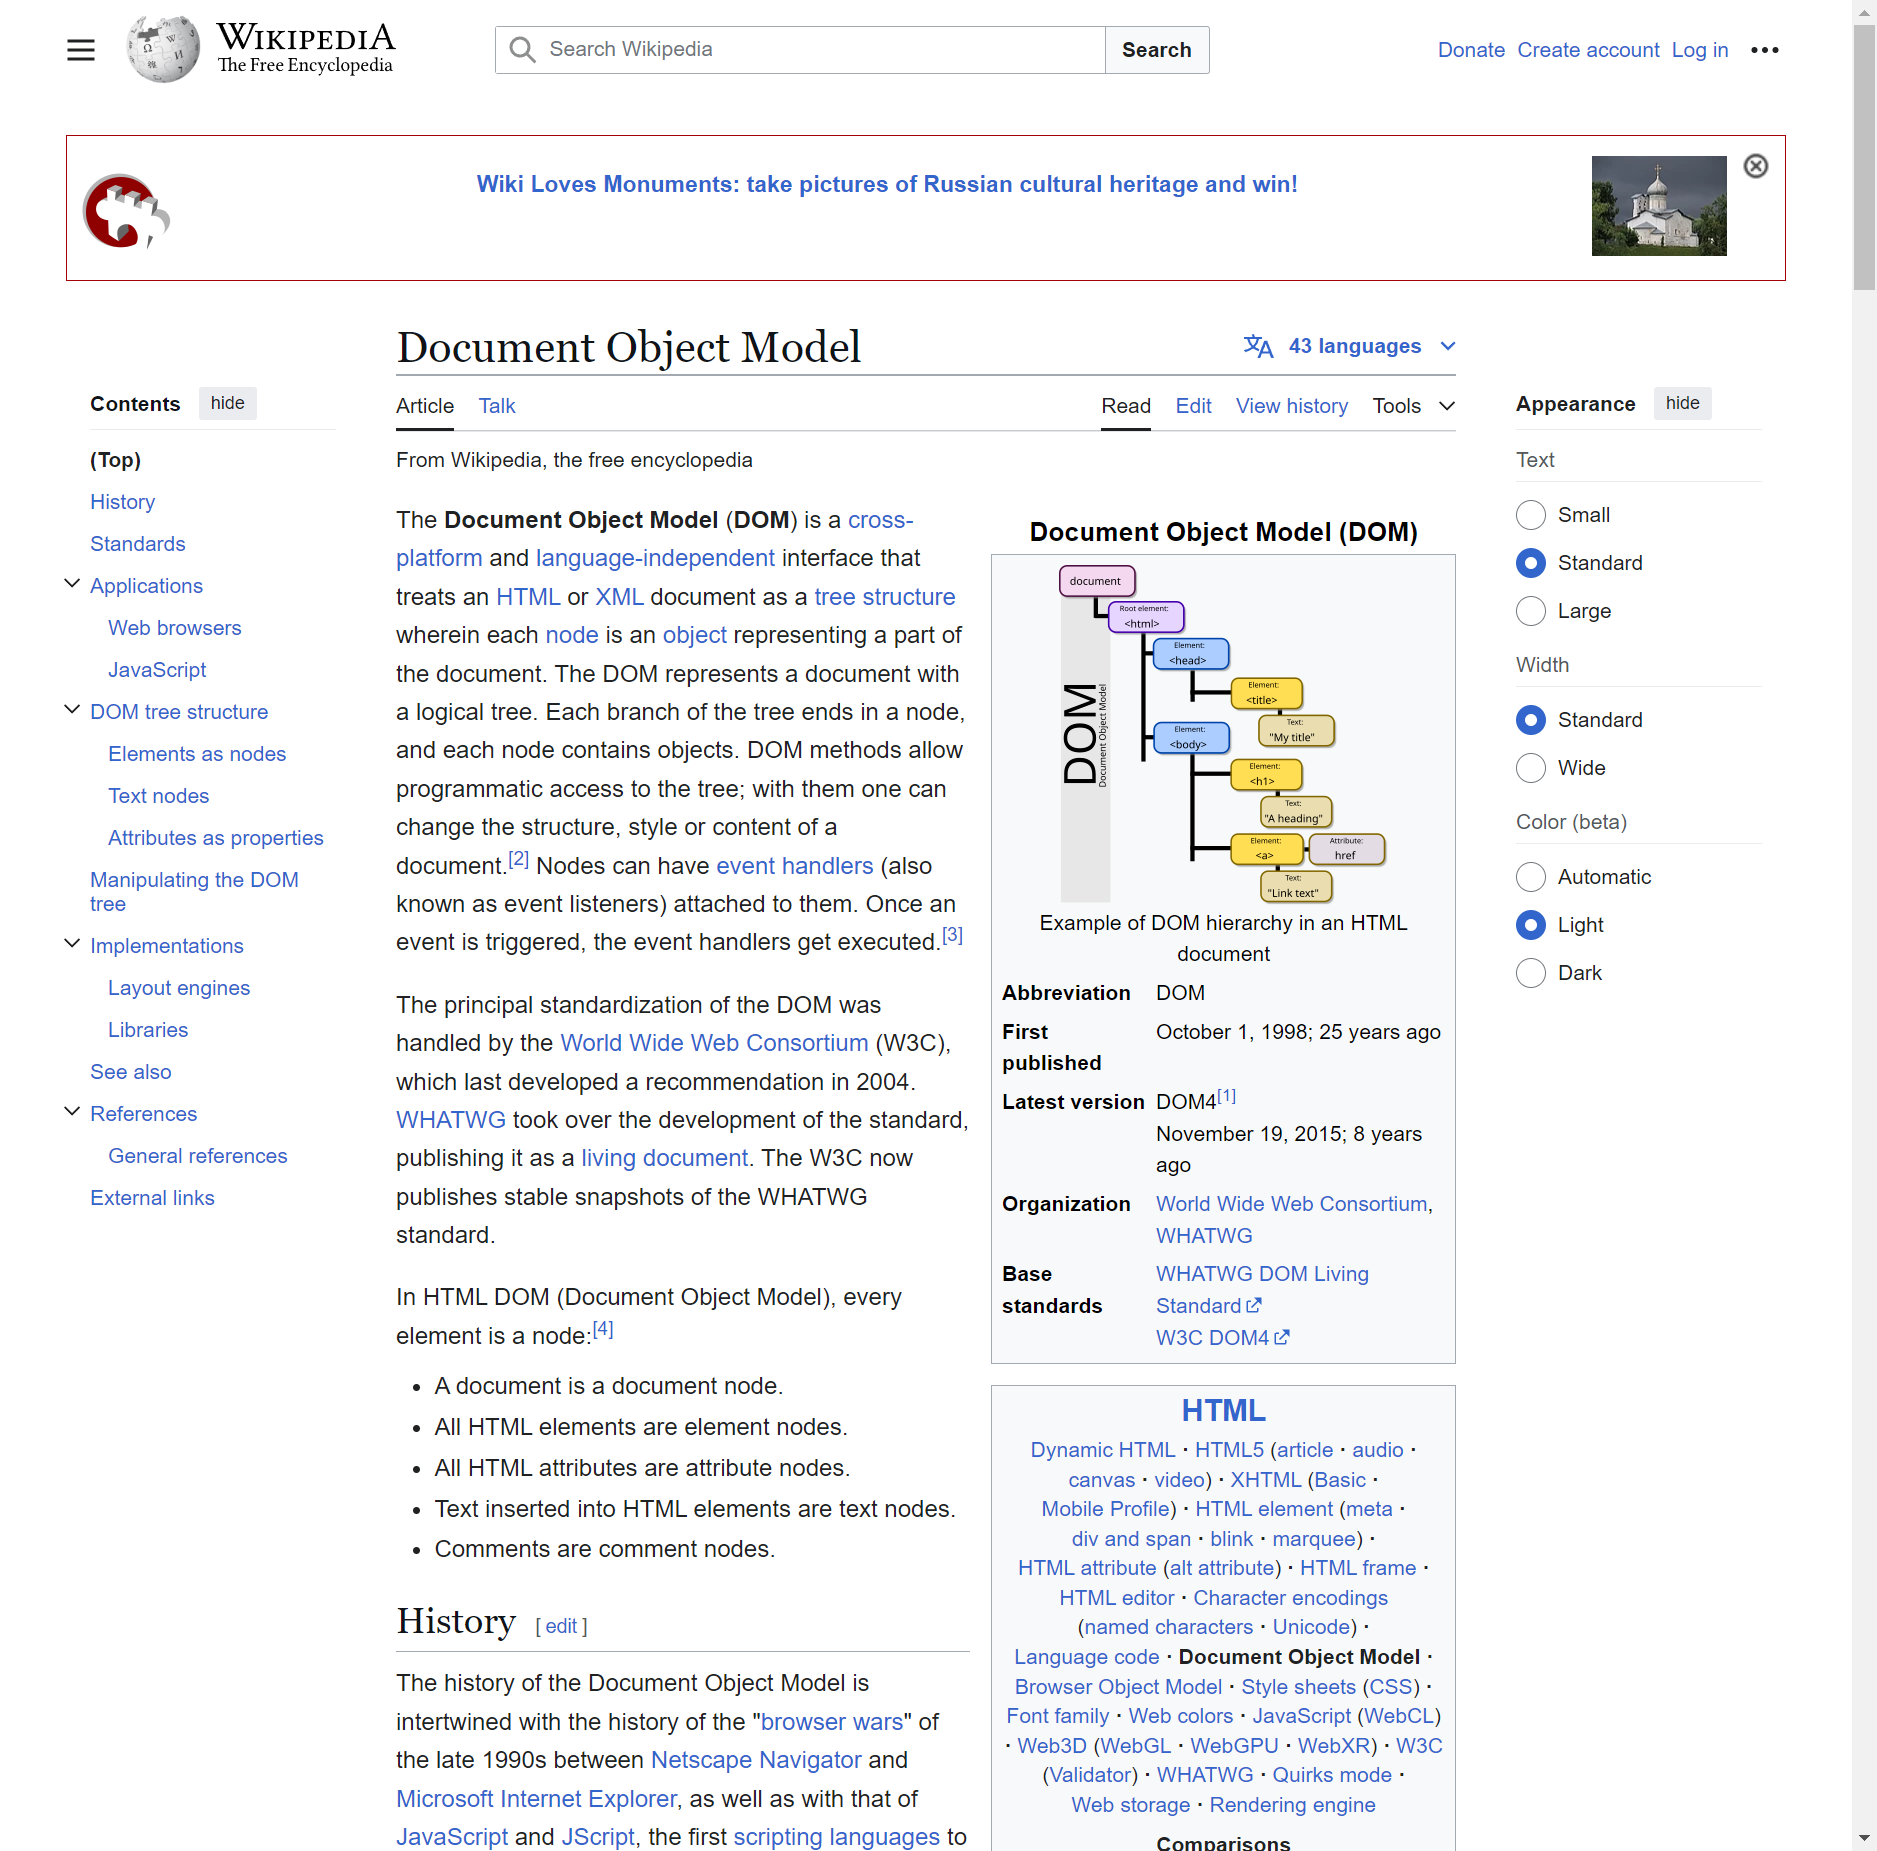 WIKIPEDIA
The Free Encyclopedia
Search Wikipedia
Search
Donate
Create account
Log in
Wiki Loves Monuments: take pictures of Russian cultural heritage and win!
Document Object Model
43 languages
Contents
hide
(Top)
History
Standards
Applications
Web browsers
JavaScript
DOM tree structure
Elements as nodes
Text nodes
Attributes as properties
Manipulating the DOM
tree
Implementations
Layout engines
Libraries
See also
References
General references
External links
Article
Talk
Read
Edit
View history
Tools
From Wikipedia, the free encyclopedia
The Document Object Model (DOM) is a cross-
platform and language-independent interface that
treats an HTML or XML document as a tree structure
wherein each node is an object representing a part of
the document. The DOM represents a document with
a logical tree. Each branch of the tree ends in a node,
and each node contains objects. DOM methods allow
programmatic access to the tree; with them one can
change the structure, style or content of a
document.[2] Nodes can have event handlers (also
known as event listeners) attached to them. Once an
event is triggered, the event handlers get executed.[3]
The principal standardization of the DOM was
handled by the World Wide Web Consortium (W3C),
which last developed a recommendation in 2004.
WHATWG took over the development of the standard,
publishing it as a living document. The W3C now
publishes stable snapshots of the WHATWG
standard.
In HTML DOM (Document Object Model), every
element is a node:[4]
• A document is a document node.
• All HTML elements are element nodes.
• All HTML attributes are attribute nodes.
• Text inserted into HTML elements are text nodes.
• Comments are comment nodes.
History [ edit ]
The history of the Document Object Model is
intertwined with the history of the "browser wars" of
the late 1990s between Netscape Navigator and
Microsoft Internet Explorer, as well as with that of
JavaScript and JScript, the first scripting languages to
Document Object Model (DOM)
document
Root element:
<html>
Element:
<head>
Element:
<title>
Text:
"My title"
Element:
<body>
Element:
<h1>
Text:
"A heading"
Element:
<a>
Attribute:
href
Text:
"Link text"
DOM
Document Object Model
Example of DOM hierarchy in an HTML
document
Abbreviation DOM
First October 1, 1998; 25 years ago
published
Latest version DOM4[1]
November 19, 2015; 8 years
ago
Organization World Wide Web Consortium,
WHATWG
Base WHATWG DOM Living
standards Standard
W3C DOM4
HTML
Dynamic HTML · HTML5 (article · audio ·
canvas · video) · XHTML (Basic ·
Mobile Profile) · HTML element (meta ·
div and span · blink · marquee) ·
HTML attribute (alt attribute) · HTML frame ·
HTML editor · Character encodings
(named characters · Unicode) ·
Language code · Document Object Model ·
Browser Object Model · Style sheets (CSS) ·
Font family · Web colors · JavaScript (WebCL)
· Web3D (WebGL · WebGPU · WebXR) · W3C
(Validator) · WHATWG · Quirks mode ·
Web storage · Rendering engine
Comparisons
Appearance
hide
Text
Small
Standard
Large
Width
Standard
Wide
Color (beta)
Automatic
Light
Dark